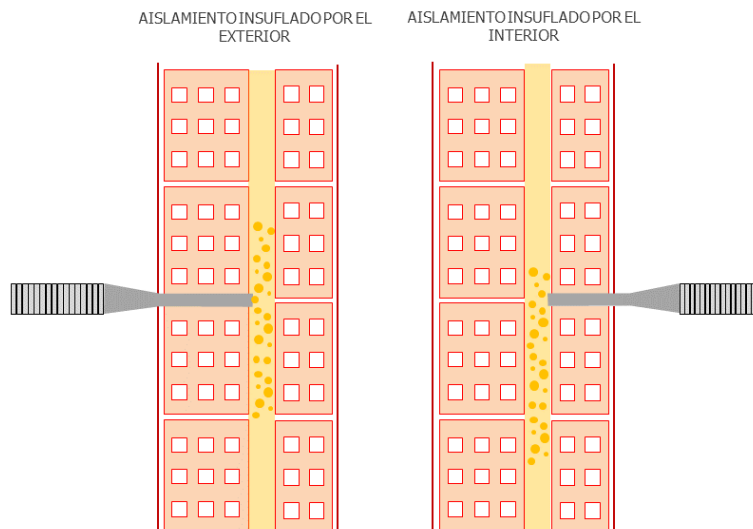 AISLAMIENTO INSUFLADO POR EL
EXTERIOR
AISLAMIENTO INSUFLADO POR EL
INTERIOR